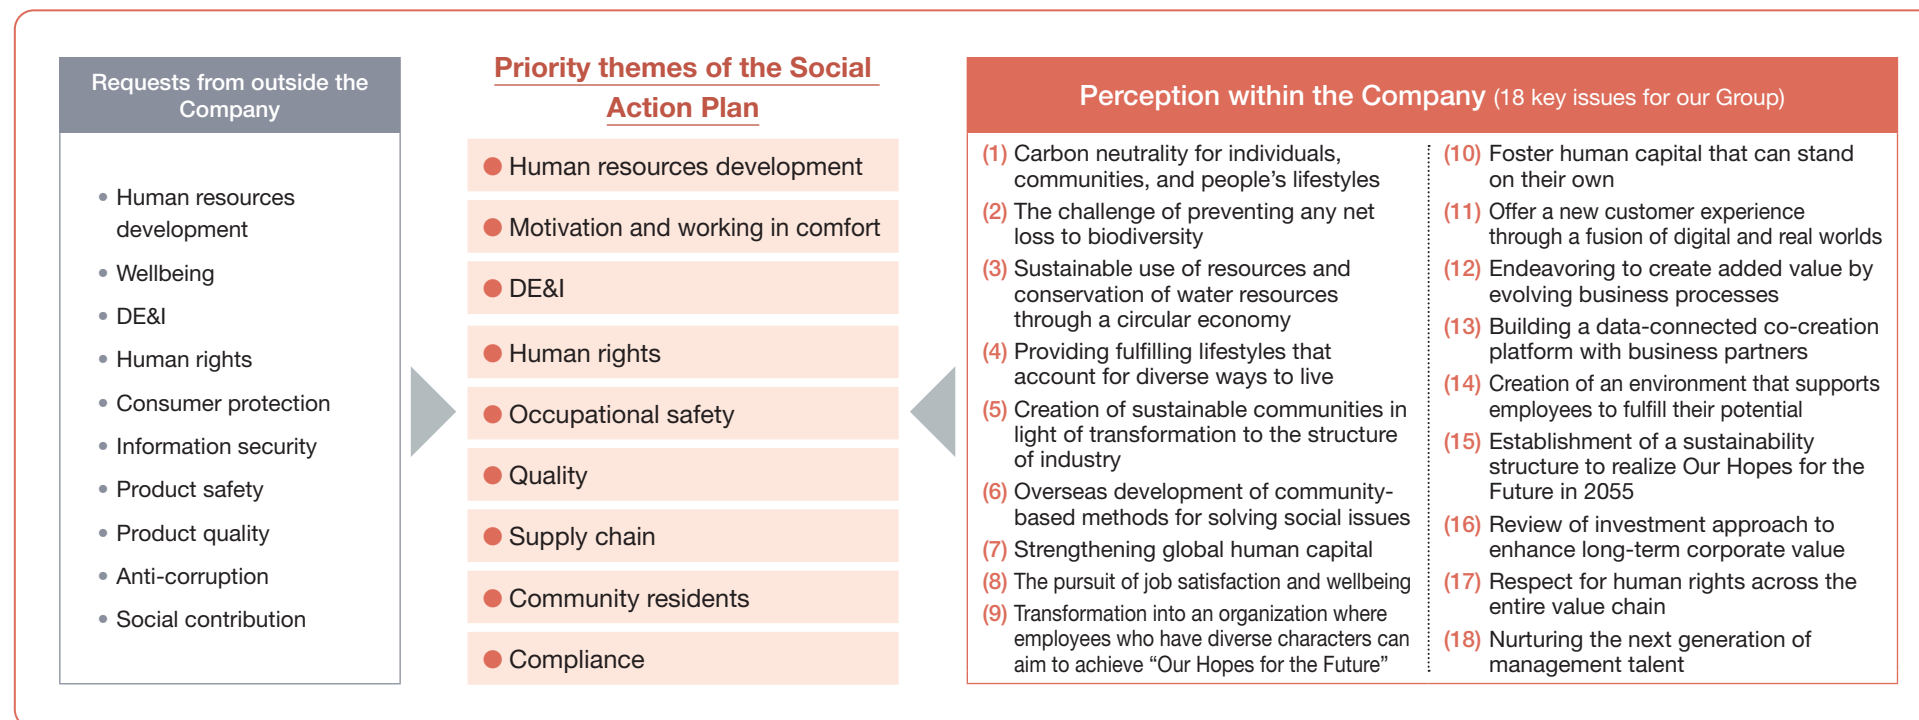 Requests from outside the
Company
• Human resources
development
• Wellbeing
• DE&I
• Human rights
• Consumer protection
• Information security
• Product safety
• Product quality
• Anti-corruption
• Social contribution
Priority themes of the Social
Action Plan
● Human resources development
● Motivation and working in comfort
● DE&I
● Human rights
● Occupational safety
● Quality
● Supply chain
● Community residents
● Compliance
Perception within the Company (18 key issues for our Group)
(1) Carbon neutrality for individuals,
communities, and people’s lifestyles
(2) The challenge of preventing any net
loss to biodiversity
(3) Sustainable use of resources and
conservation of water resources
through a circular economy
(4) Providing fulfilling lifestyles that
account for diverse ways to live
(5) Creation of sustainable communities in
light of transformation to the structure
of industry
(6) Overseas development of community-
based methods for solving social issues
(7) Strengthening global human capital
(8) The pursuit of job satisfaction and wellbeing
(9) Transformation into an organization where
employees who have diverse characters can
aim to achieve “Our Hopes for the Future”
(10) Foster human capital that can stand
on their own
(11) Offer a new customer experience
through a fusion of digital and real worlds
(12) Endeavoring to create added value by
evolving business processes
(13) Building a data-connected co-creation
platform with business partners
(14) Creation of an environment that supports
employees to fulfill their potential
(15) Establishment of a sustainability
structure to realize Our Hopes for the
Future in 2055
(16) Review of investment approach to
enhance long-term corporate value
(17) Respect for human rights across the
entire value chain
(18) Nurturing the next generation of
management talent